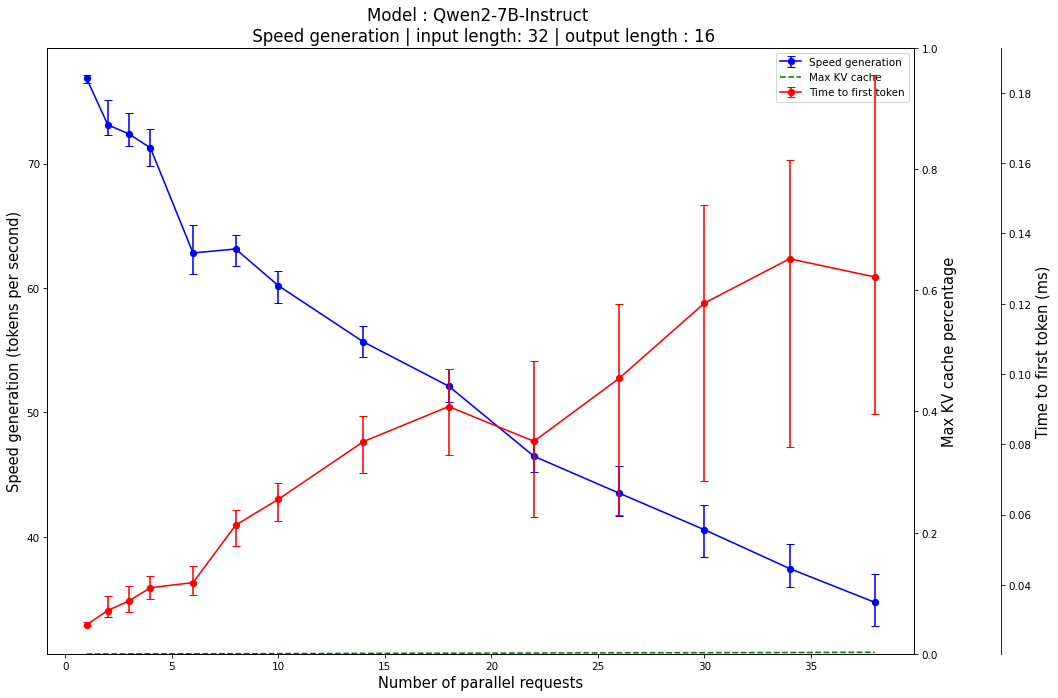 Model : Qwen2-7B-Instruct
Speed generation | input length: 32 | output length : 16
Speed generation
Max KV cache
Time to first token
Speed generation (tokens per second)
70
60
50
40
1.0
0.8
0.6
0.4
0.2
0.0
Max KV cache percentage
0.18
0.16
0.14
0.12
0.10
0.08
0.06
0.04
Time to first token (ms)
0 5 10 15 20 25 30 35
Number of parallel requests